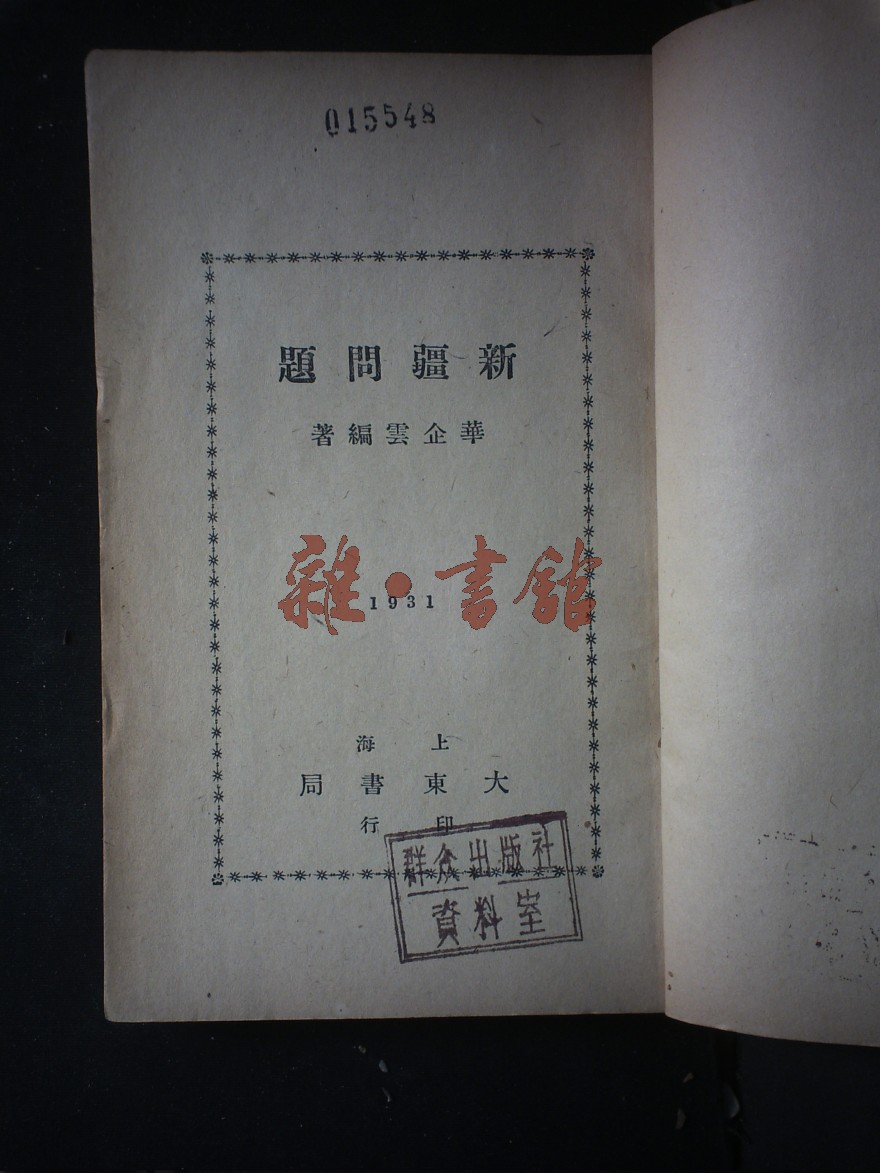 015548
新疆問題
華企雲編著
雜·書館
1931
上海
大東書局
印行
群众出版社
資料室